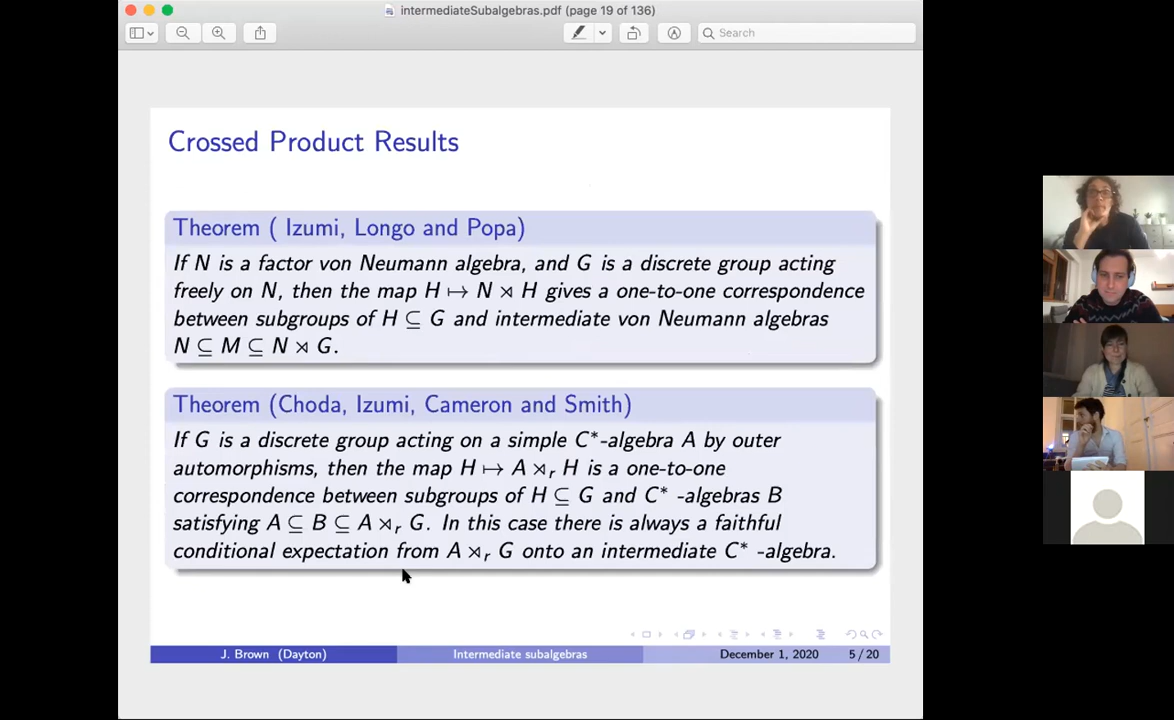 intermediateSubalgebras.pdf (page 19 of 136)
Search
Crossed Product Results
Theorem ( Izumi, Longo and Popa)
If N is a factor von Neumann algebra, and G is a discrete group acting
freely on N, then the map H ↦ N ⋊ H gives a one-to-one correspondence
between subgroups of H ⊆ G and intermediate von Neumann algebras
N ⊆ M ⊆ N ⋊ G.
Theorem (Choda, Izumi, Cameron and Smith)
If G is a discrete group acting on a simple C*-algebra A by outer
automorphisms, then the map H ↦ A ⋊r H is a one-to-one
correspondence between subgroups of H ⊆ G and C* -algebras B
satisfying A ⊆ B ⊆ A ⋊r G. In this case there is always a faithful
conditional expectation from A ⋊r G onto an intermediate C* -algebra.
J. Brown (Dayton) Intermediate subalgebras December 1, 2020 5 / 20